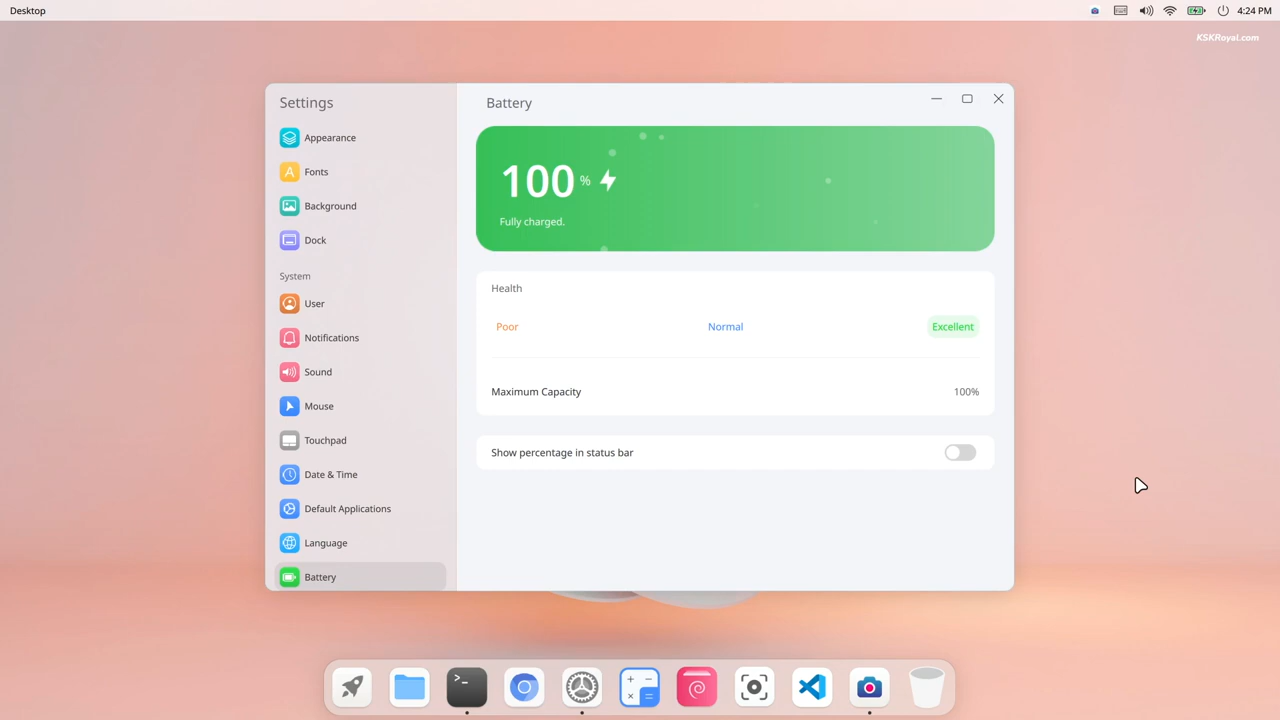 Desktop
4:24 PM
KSKRoyal.com
Settings
Battery
Appearance
Fonts
Background
Dock
System
User
Notifications
Sound
Mouse
Touchpad
Date & Time
Default Applications
Language
Battery
100 %
Fully charged.
Health
Poor
Normal
Excellent
Maximum Capacity
100%
Show percentage in status bar